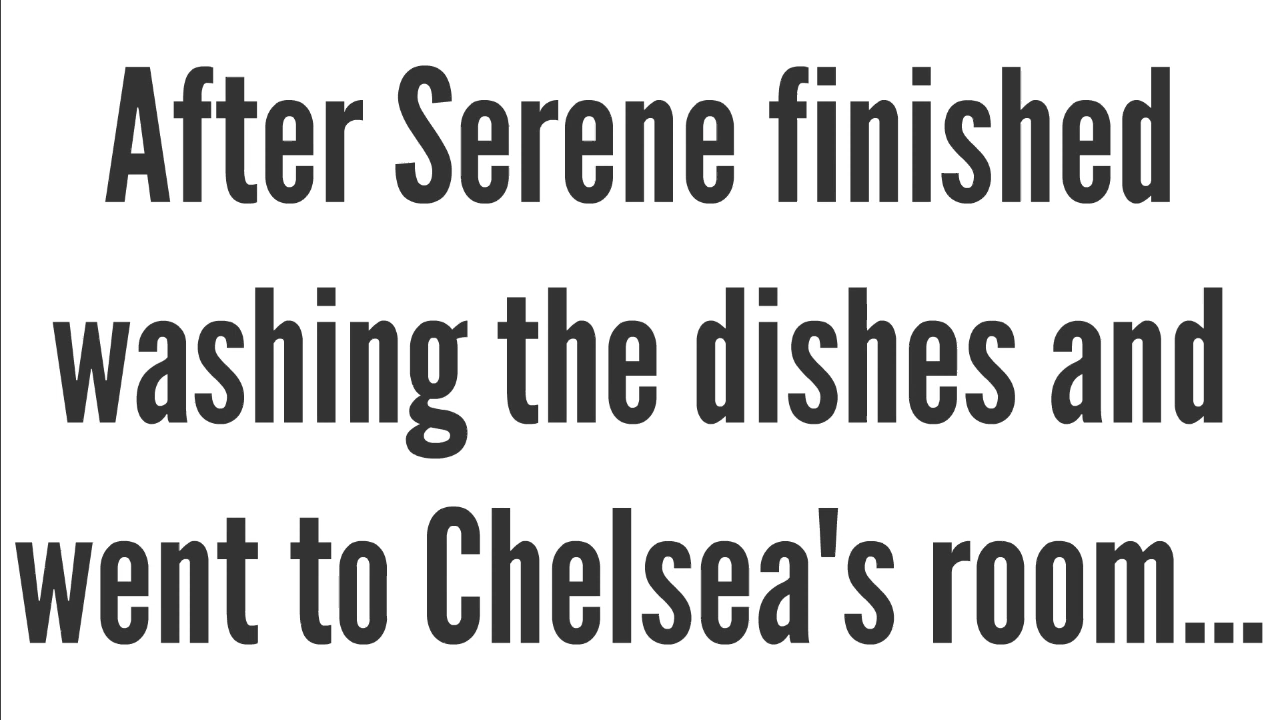 After Serene finished
washing the dishes and
went to Chelsea's room...